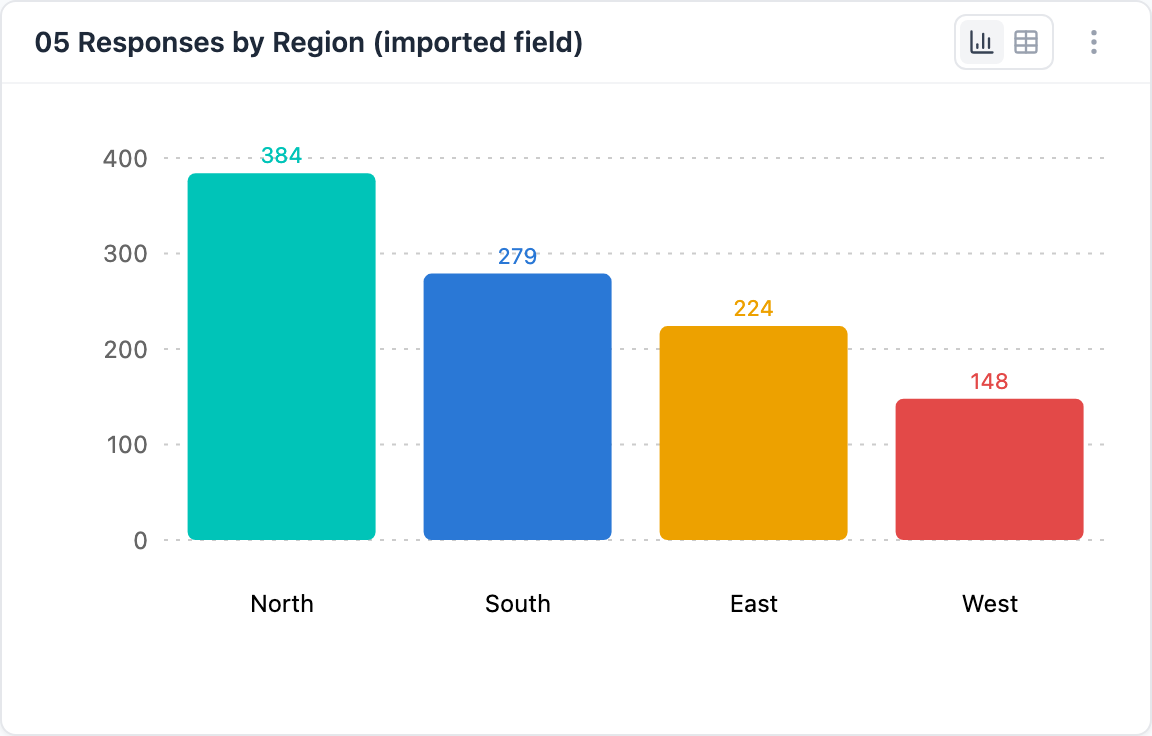 05 Responses by Region (imported field)
400
384
300
279
224
200
148
100
0
North
South
East
West